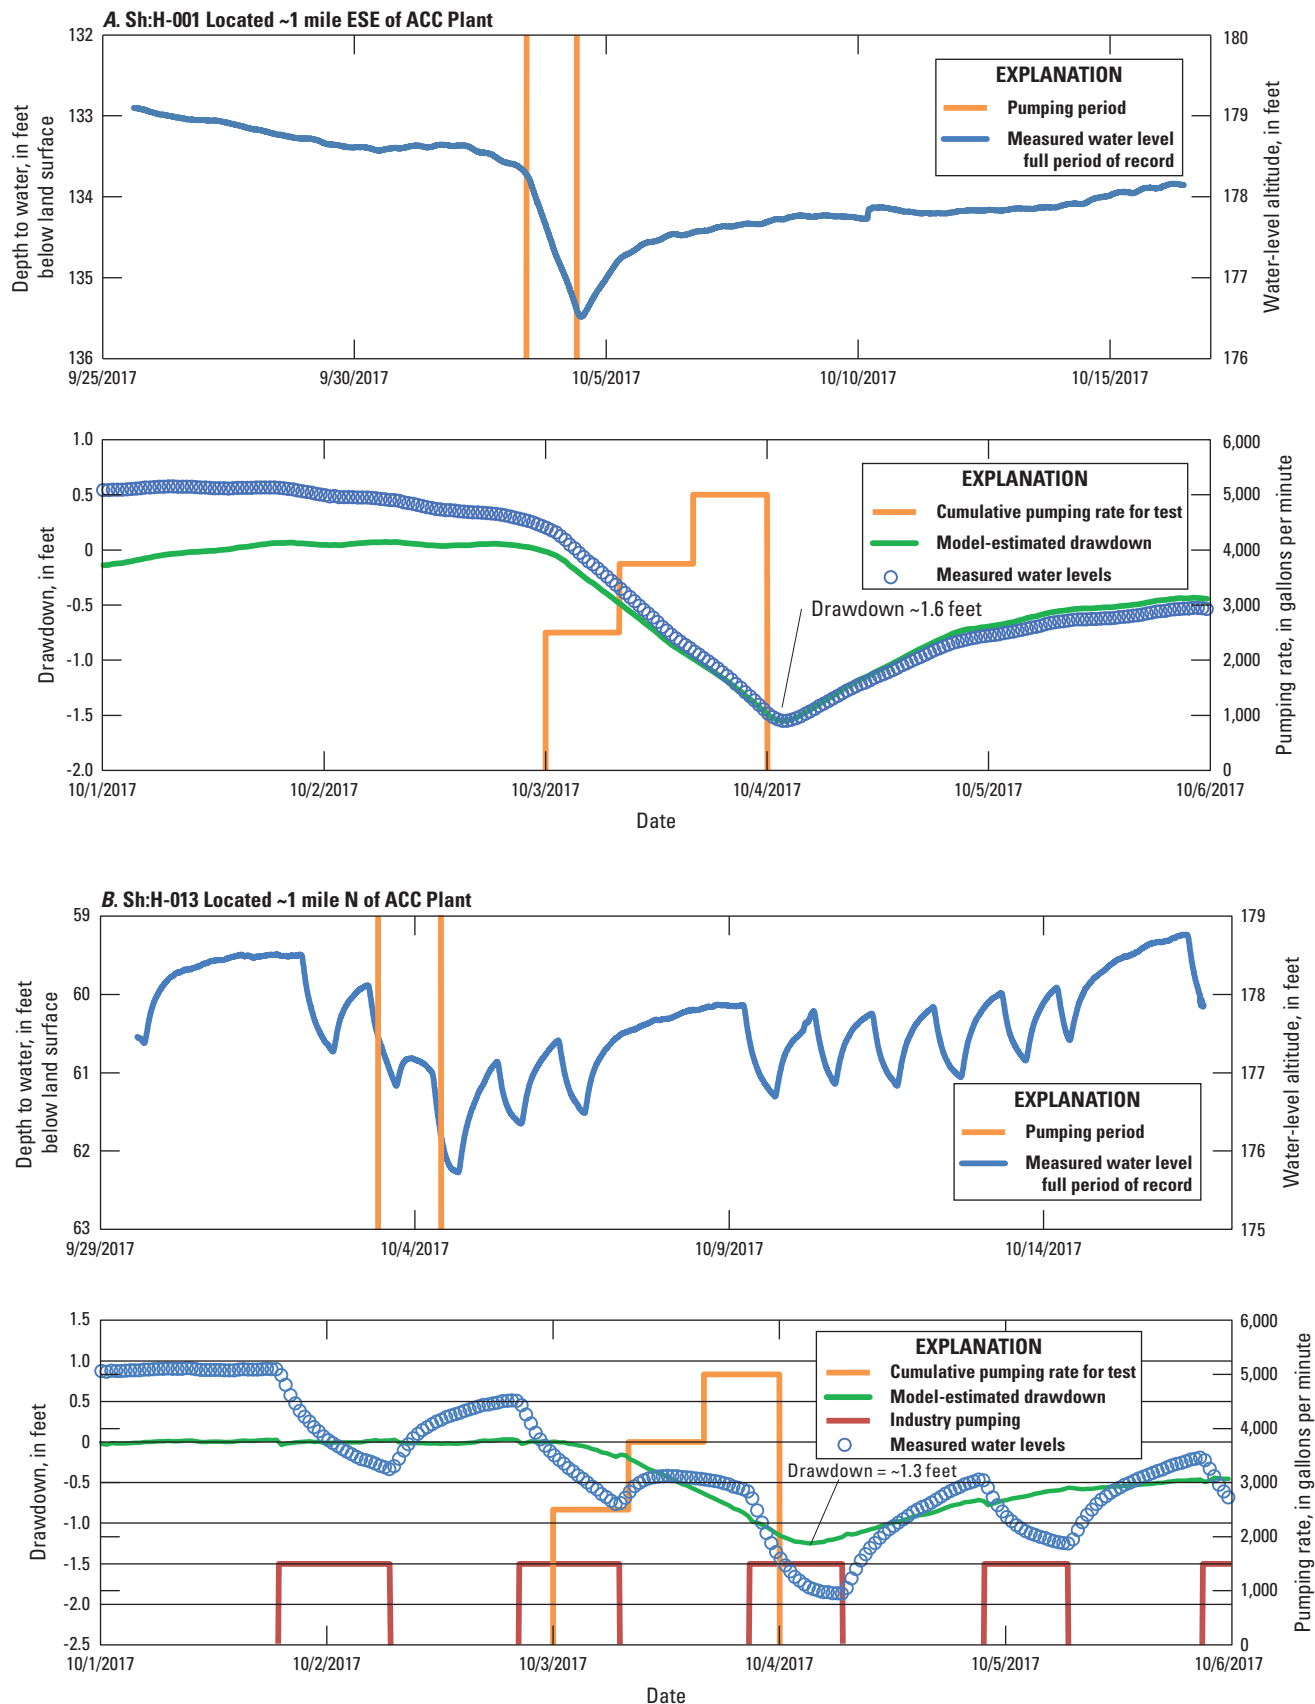 A. Sh:H-001 Located ~1 mile ESE of ACC Plant
132
133
134
135
136
Depth to water, in feet
below land surface
180
179
178
177
176
Water-level altitude, in feet
EXPLANATION
Pumping period
Measured water level
full period of record
9/25/2017 9/30/2017 10/5/2017 10/10/2017 10/15/2017
1.0
0.5
0
-0.5
-1.0
-1.5
-2.0
Drawdown, in feet
6,000
5,000
4,000
3,000
2,000
1,000
0
Pumping rate, in gallons per minute
EXPLANATION
Cumulative pumping rate for test
Model-estimated drawdown
Measured water levels
Drawdown ~1.6 feet
10/1/2017 10/2/2017 10/3/2017 10/4/2017 10/5/2017 10/6/2017
Date
B. Sh:H-013 Located ~1 mile N of ACC Plant
59
60
61
62
63
Depth to water, in feet
below land surface
179
178
177
176
175
Water-level altitude, in feet
EXPLANATION
Pumping period
Measured water level
full period of record
9/29/2017 10/4/2017 10/9/2017 10/14/2017
1.5
1.0
0.5
0
-0.5
-1.0
-1.5
-2.0
-2.5
Drawdown, in feet
6,000
5,000
4,000
3,000
2,000
1,000
0
Pumping rate, in gallons per minute
EXPLANATION
Cumulative pumping rate for test
Model-estimated drawdown
Industry pumping
Measured water levels
Drawdown = ~1.3 feet
10/1/2017 10/2/2017 10/3/2017 10/4/2017 10/5/2017 10/6/2017
Date